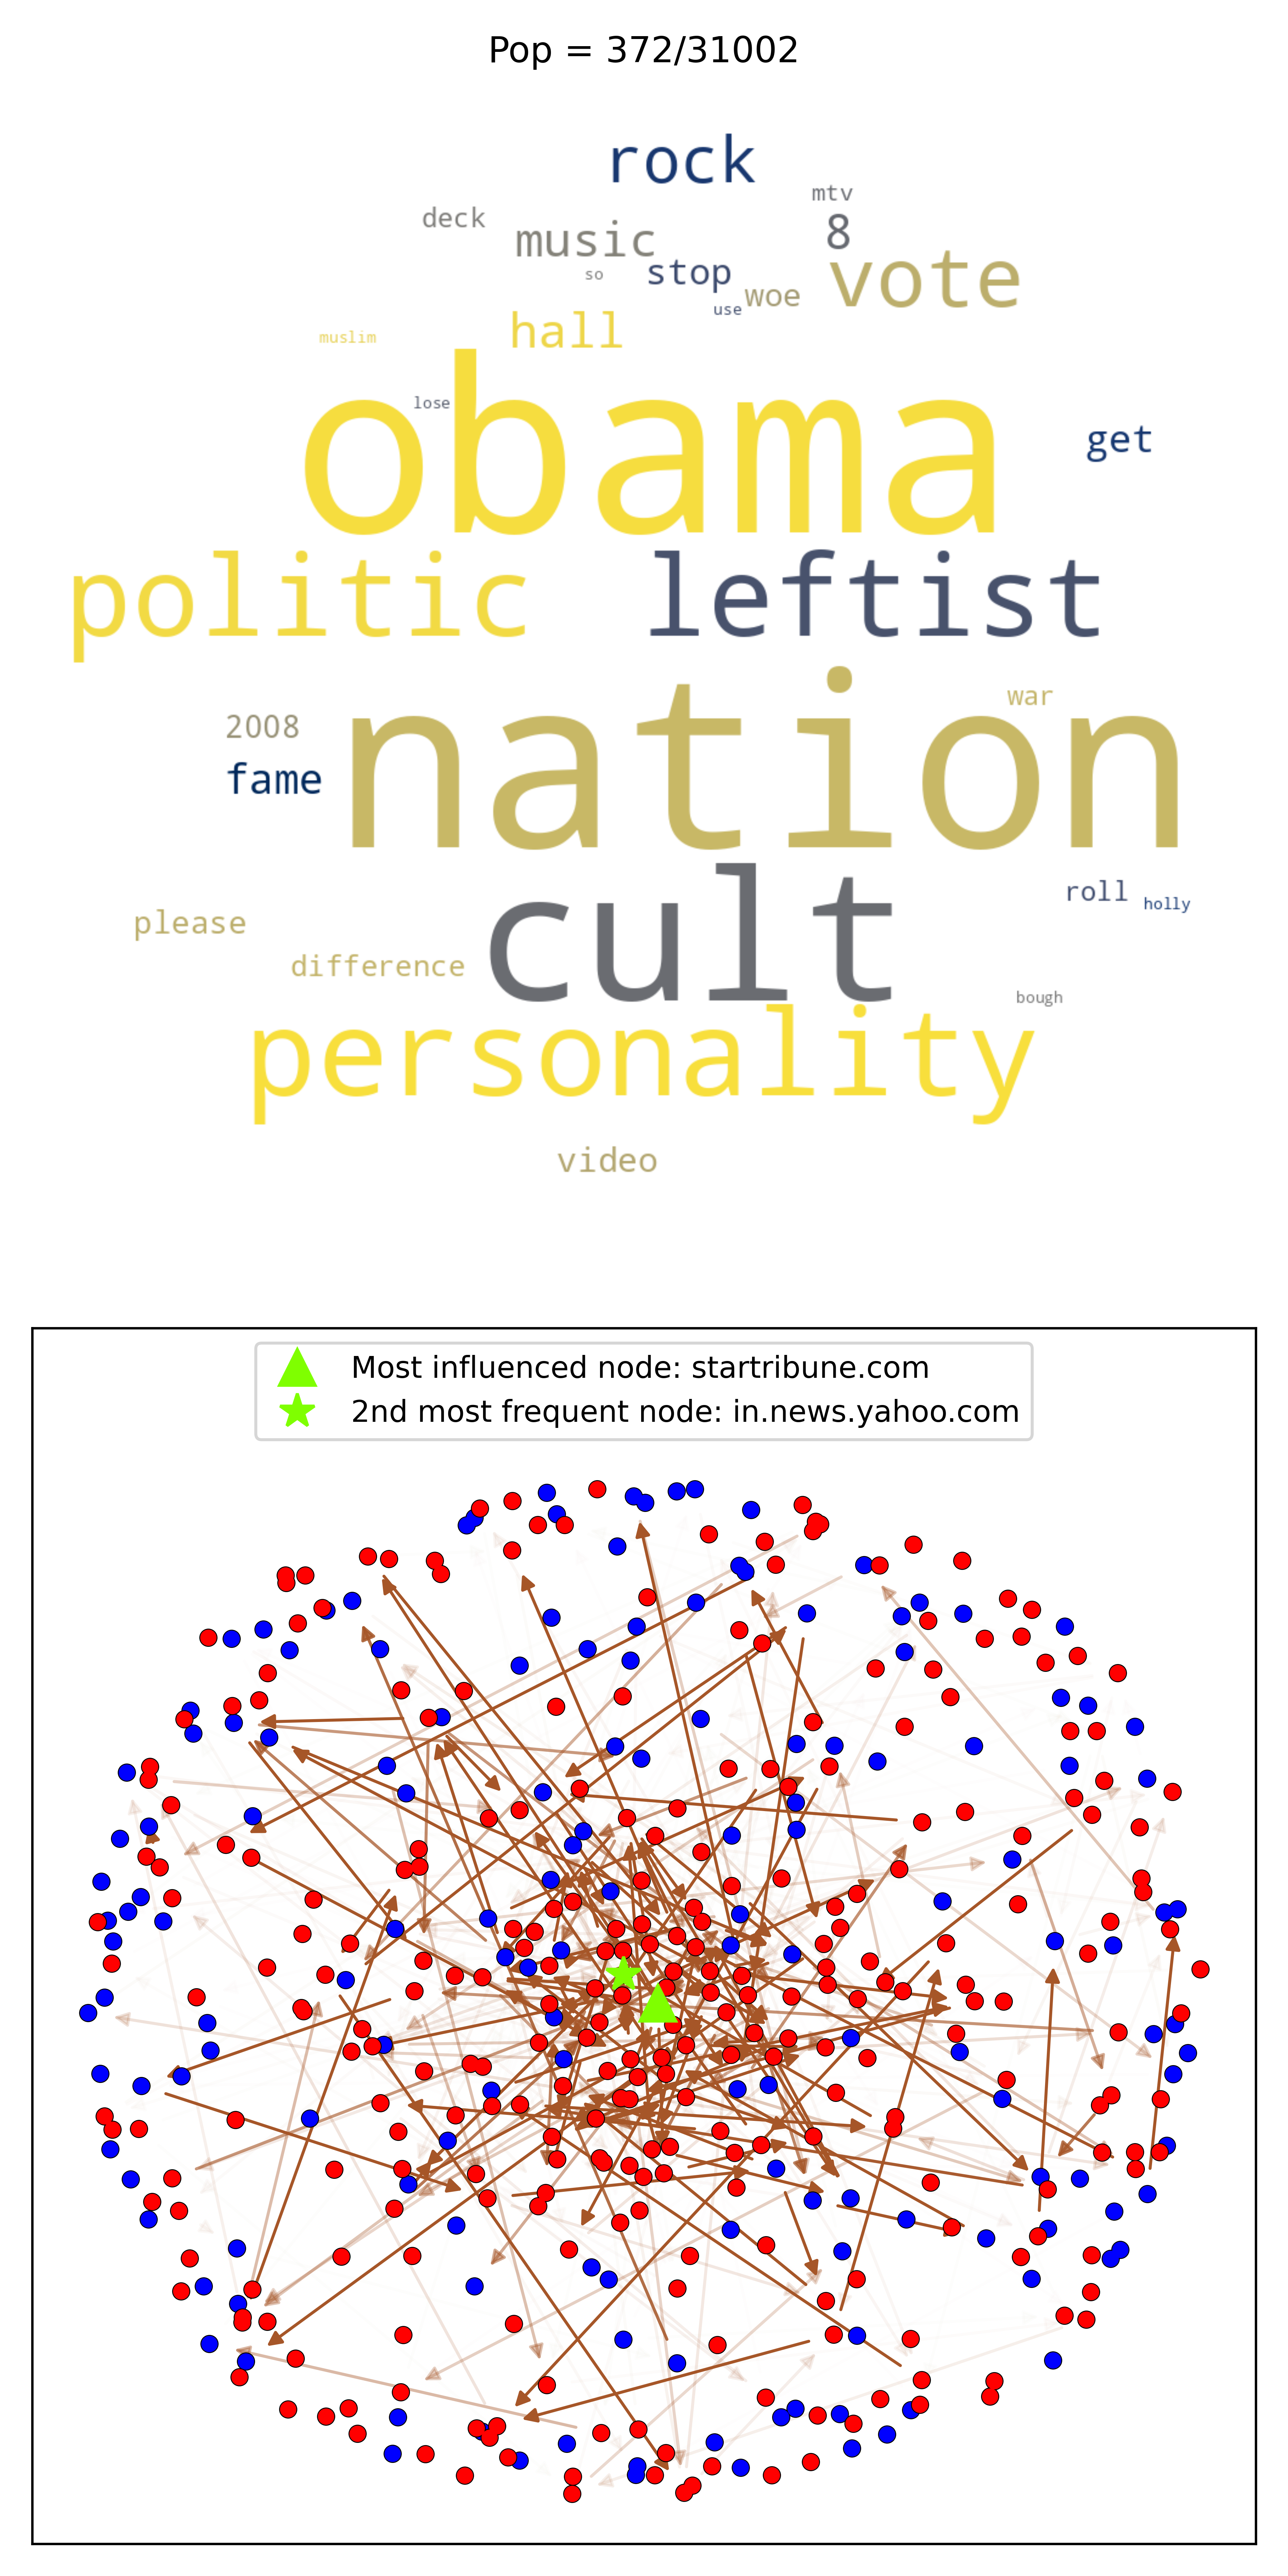 Pop = 372/31002
rock
mtv
deck
8
music
so
stop
vote
woe
use
hall
muslim
obama
lose
get
politic
leftist
nation
war
2008
fame
cult
roll
holly
please
difference
bough
personality
video
Most influenced node: startribune.com
2nd most frequent node: in.news.yahoo.com